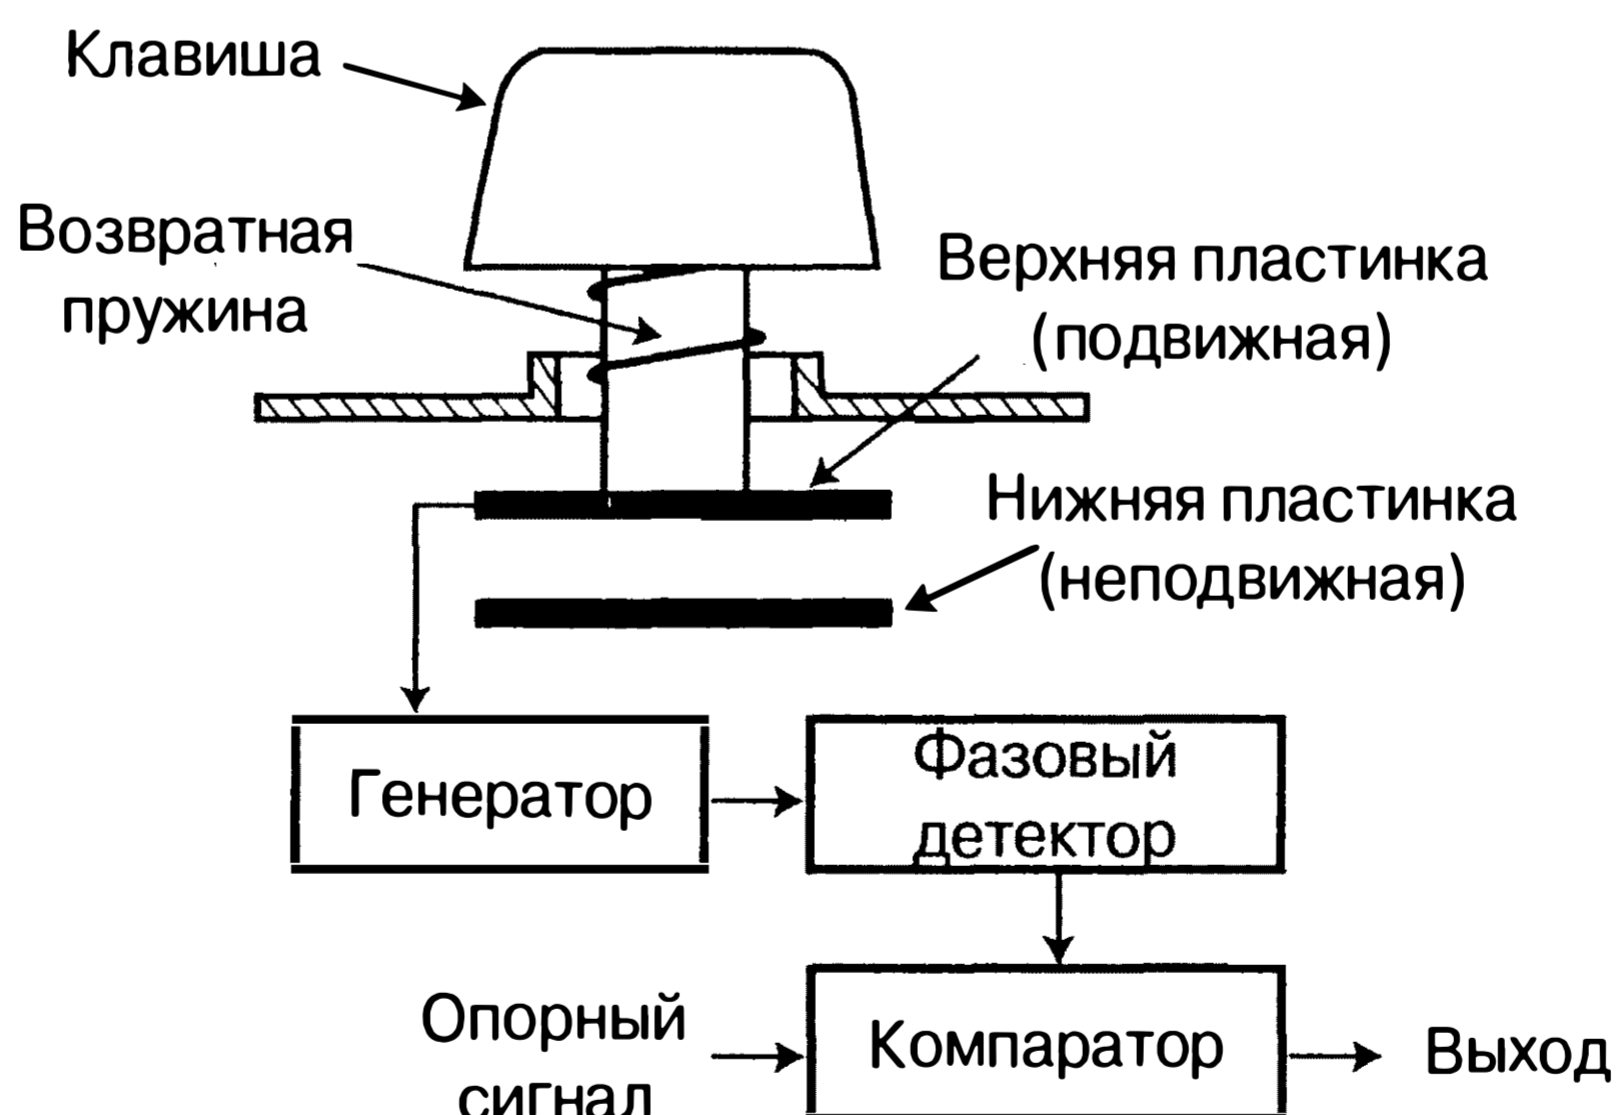 Клавиша
Возвратная
пружина
Верхняя пластинка
(подвижная)
Нижняя пластинка
(неподвижная)
Генератор
Фазовый
детектор
Опорный
сигнал
Компаратор
Выход